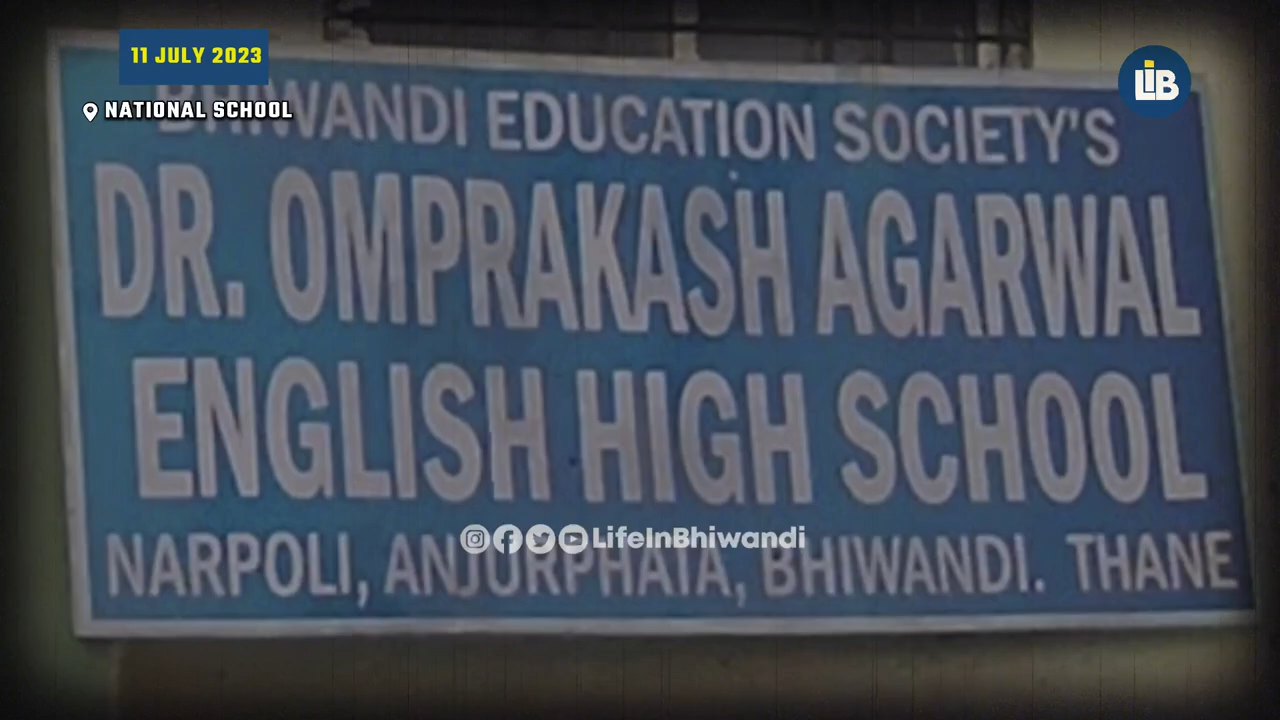 11 JULY 2023
NATIONAL SCHOOL
LiB
BHIWANDI EDUCATION SOCIETY'S
DR. OMPRAKASH AGARWAL
ENGLISH HIGH SCHOOL
LifeInBhiwandi
NARPOLI, ANJURPHATA, BHIWANDI. THANE